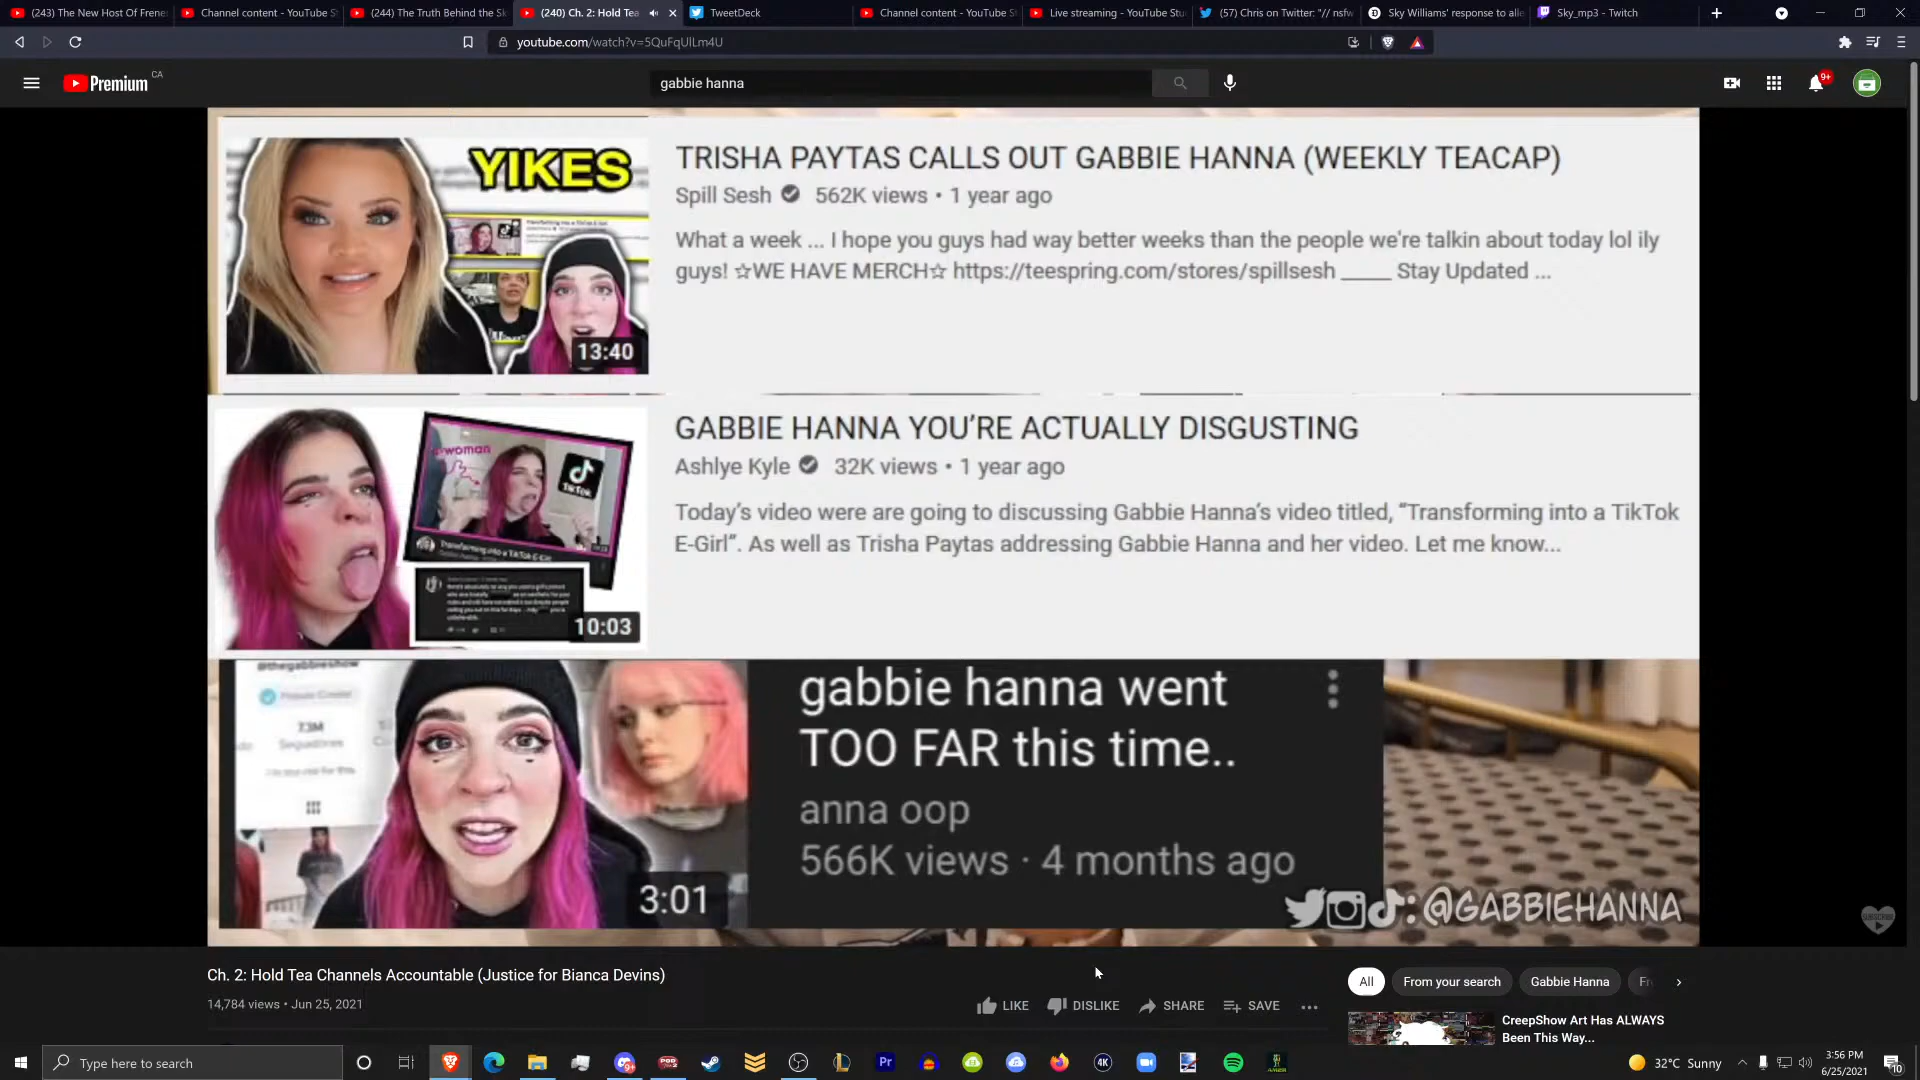 (243) The New Host Of Frene
Channel content - YouTube S
(244) The Truth Behind the Sk
(240) Ch. 2: Hold Tea
TweetDeck
Channel content - YouTube S
Live streaming - YouTube Stu
(57) Chris on Twitter: "// nsfw
Sky Williams' response to alle
Sky_mp3 - Twitch
youtube.com/watch?v=5QuFqUlLm4U
Premium CA
gabbie hanna
9+
YIKES
13:40
TRISHA PAYTAS CALLS OUT GABBIE HANNA (WEEKLY TEACAP)
Spill Sesh 562K views • 1 year ago
What a week ... I hope you guys had way better weeks than the people we're talkin about today lol ily
guys! ☆WE HAVE MERCH☆ https://teespring.com/stores/spillsesh _____ Stay Updated ...
woman
TikTok
10:03
GABBIE HANNA YOU'RE ACTUALLY DISGUSTING
Ashlye Kyle 32K views • 1 year ago
Today's video were are going to discussing Gabbie Hanna's video titled, “Transforming into a TikTok
E-Girl”. As well as Trisha Paytas addressing Gabbie Hanna and her video. Let me know...
@thegabbieshow
7.3M
3:01
gabbie hanna went
TOO FAR this time..
anna oop
566K views · 4 months ago
:@GABBIEHANNA
SUBSCRIBE
Ch. 2: Hold Tea Channels Accountable (Justice for Bianca Devins)
14,784 views • Jun 25, 2021
LIKE
DISLIKE
SHARE
SAVE
All
From your search
Gabbie Hanna
CreepShow Art Has ALWAYS
Been This Way...
Type here to search
Pr
4K
32°C Sunny
3:56 PM
6/25/2021
10